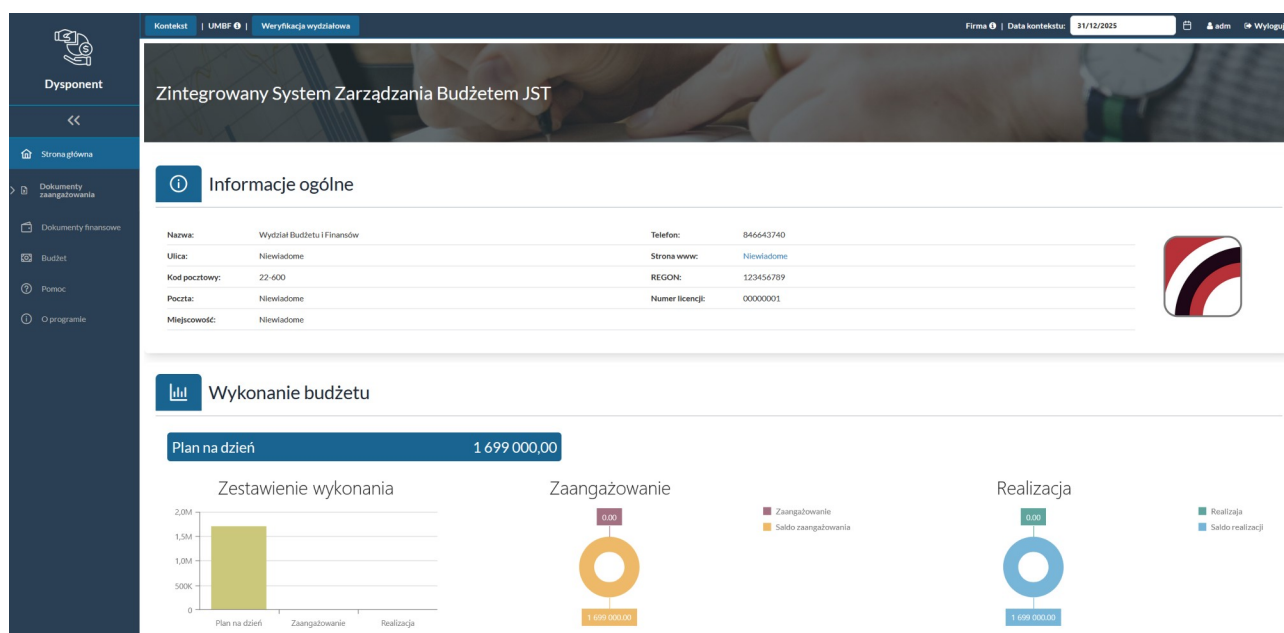 Kontekst | UMBF | Weryfikacja wydziałowa
Firma | Data kontekstu: 31/12/2025 adm Wyloguj
Dysponent
Strona główna
Dokumenty
zaangażowania
Dokumenty finansowe
Budżet
Pomoc
O programie
Zintegrowany System Zarządzania Budżetem JST
Informacje ogólne
Nazwa: Wydział Budżetu i Finansów Telefon: 846643740
Ulica: Niewiadome Strona www: Niewiadome
Kod pocztowy: 22-600 REGON: 123456789
Poczta: Niewiadome Numer licencji: 00000001
Miejscowość: Niewiadome
Wykonanie budżetu
Plan na dzień 1 699 000,00
Zestawienie wykonania
2,0M
1,5M
1,0M
500K
0
Plan na dzień Zaangażowanie Realizacja
Zaangażowanie
0.00
1 699 000.00
Zaangażowanie
Saldo zaangażowania
Realizacja
0.00
1 699 000.00
Realizaja
Saldo realizacji